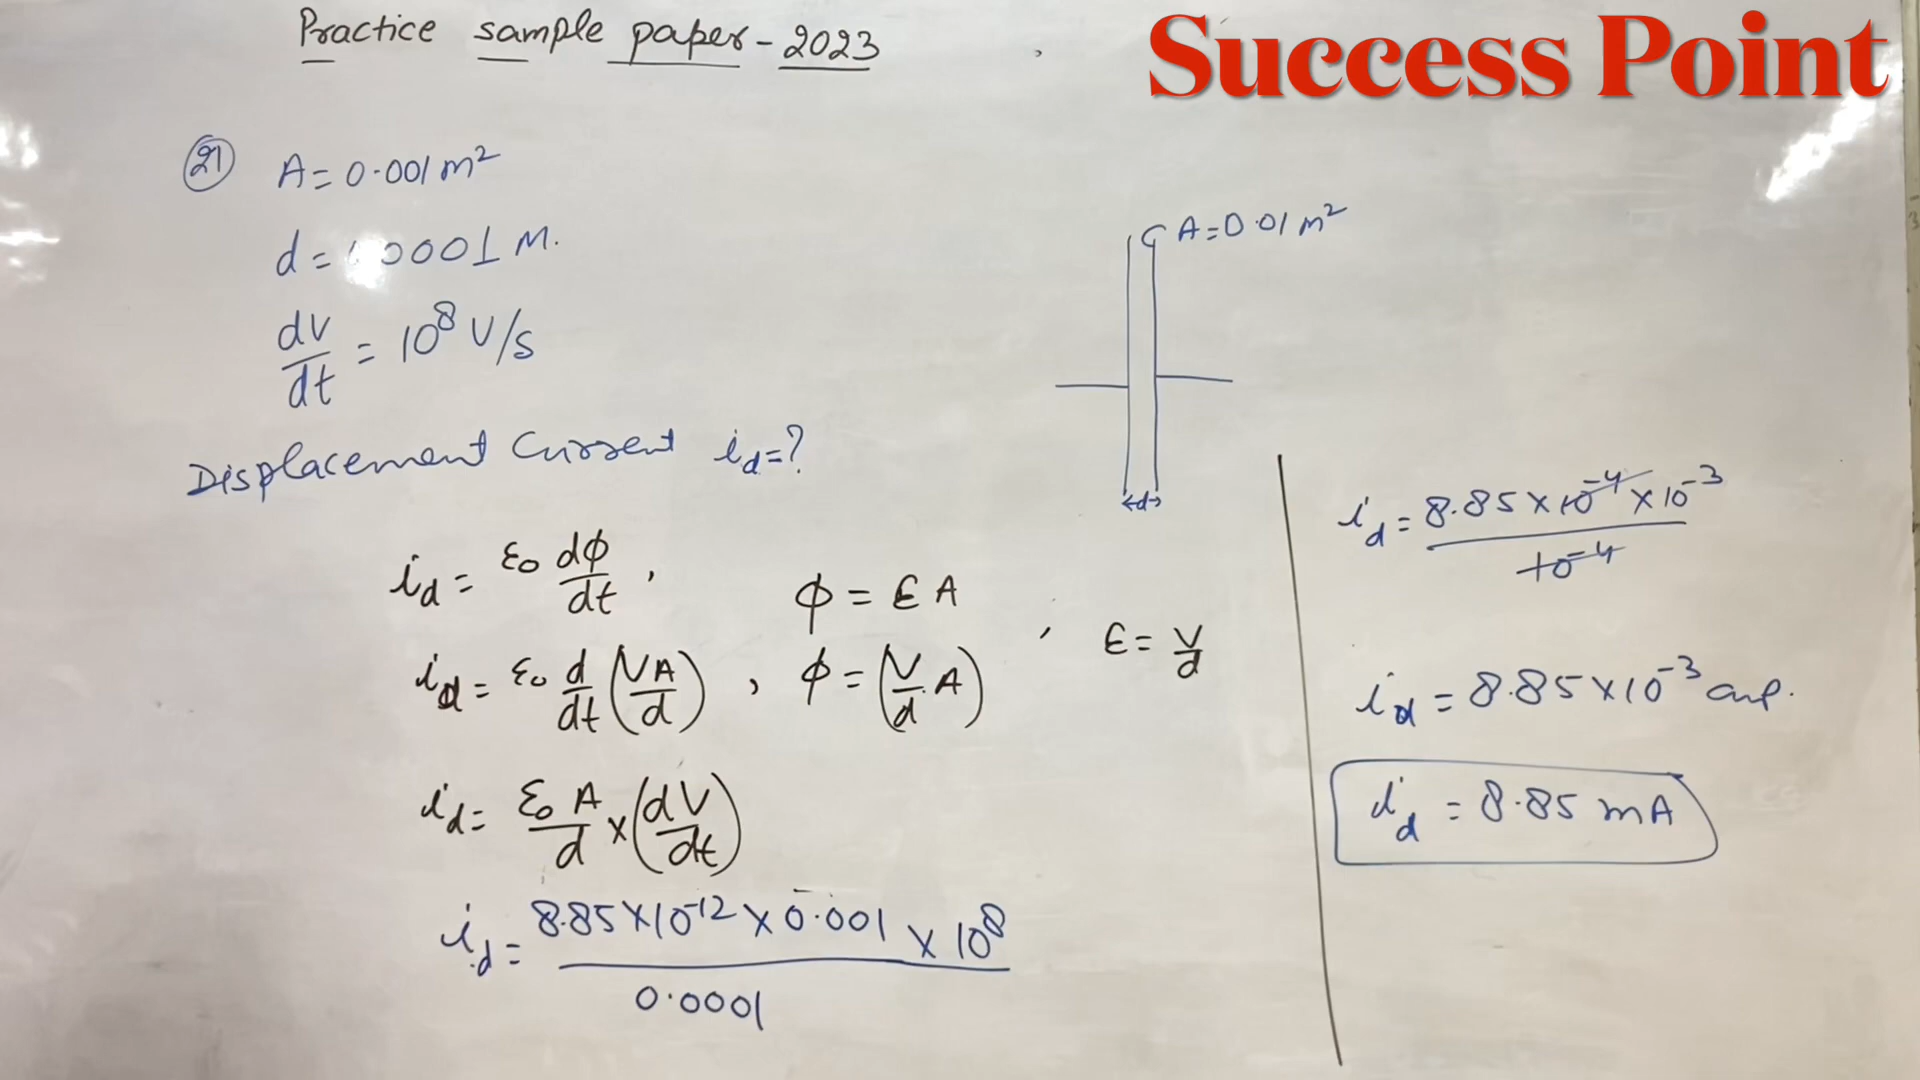 Practice sample paper - 2023
Success Point
21
A = 0.001 m²
d = 0.0001 M.
dv/dt = 10⁸ V/s
Displacement Current i_d = ?
C A = 0.01 m²
←d→
i_d = ε₀ dϕ/dt ,
ϕ = E A
, E = V/d
i_d = ε₀ d/dt (VA/d) , ϕ = (V/d . A)
i_d = ε₀ A/d × (dV/dt)
i_d = 8.85 × 10⁻¹² × 0.001 × 10⁸
0.0001
i_d = 8.85 × 10⁻⁴ × 10⁻³
10⁻⁴
i_d = 8.85 × 10⁻³ amp.
i_d = 8.85 mA